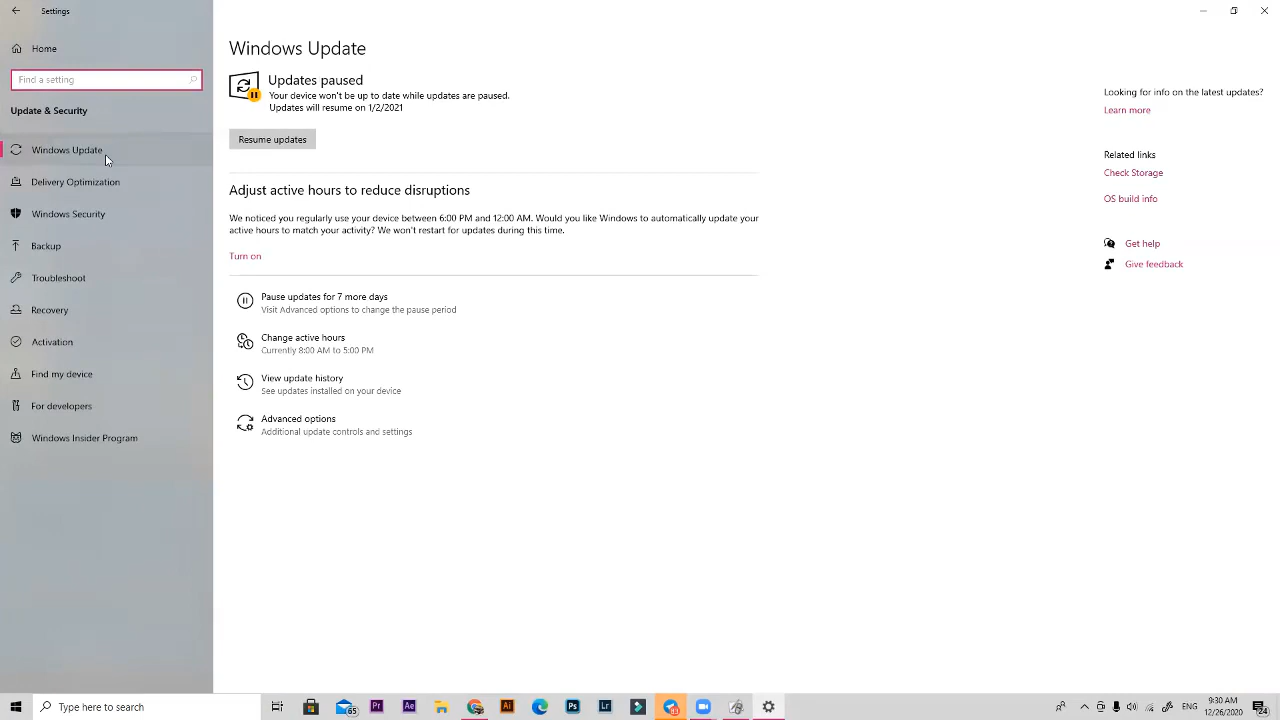 Settings
Home
Find a setting
Update & Security
Windows Update
Delivery Optimization
Windows Security
Backup
Troubleshoot
Recovery
Activation
Find my device
For developers
Windows Insider Program
Windows Update
Updates paused
Your device won't be up to date while updates are paused.
Updates will resume on 1/2/2021
Resume updates
Adjust active hours to reduce disruptions
We noticed you regularly use your device between 6:00 PM and 12:00 AM. Would you like Windows to automatically update your
active hours to match your activity? We won't restart for updates during this time.
Turn on
Pause updates for 7 more days
Visit Advanced options to change the pause period
Change active hours
Currently 8:00 AM to 5:00 PM
View update history
See updates installed on your device
Advanced options
Additional update controls and settings
Looking for info on the latest updates?
Learn more
Related links
Check Storage
OS build info
Get help
Give feedback
Type here to search
65
Pr
Ae
Ai
Ps
Lr
83
ENG
9:30 AM
12/26/2020
24